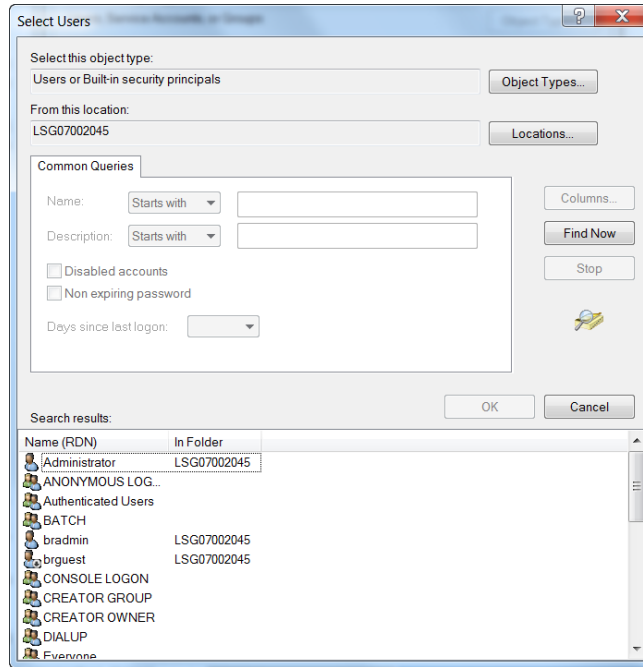 Select Users
Select this object type:
Users or Built-in security principals
Object Types...
From this location:
LSG07002045
Locations...
Common Queries
Name:
Starts with
Columns...
Description:
Starts with
Find Now
Disabled accounts
Stop
Non expiring password
Days since last logon:
OK
Cancel
Search results:
Name (RDN) In Folder
Administrator LSG07002045
ANONYMOUS LOG...
Authenticated Users
BATCH
bradmin LSG07002045
brguest LSG07002045
CONSOLE LOGON
CREATOR GROUP
CREATOR OWNER
DIALUP
Everyone